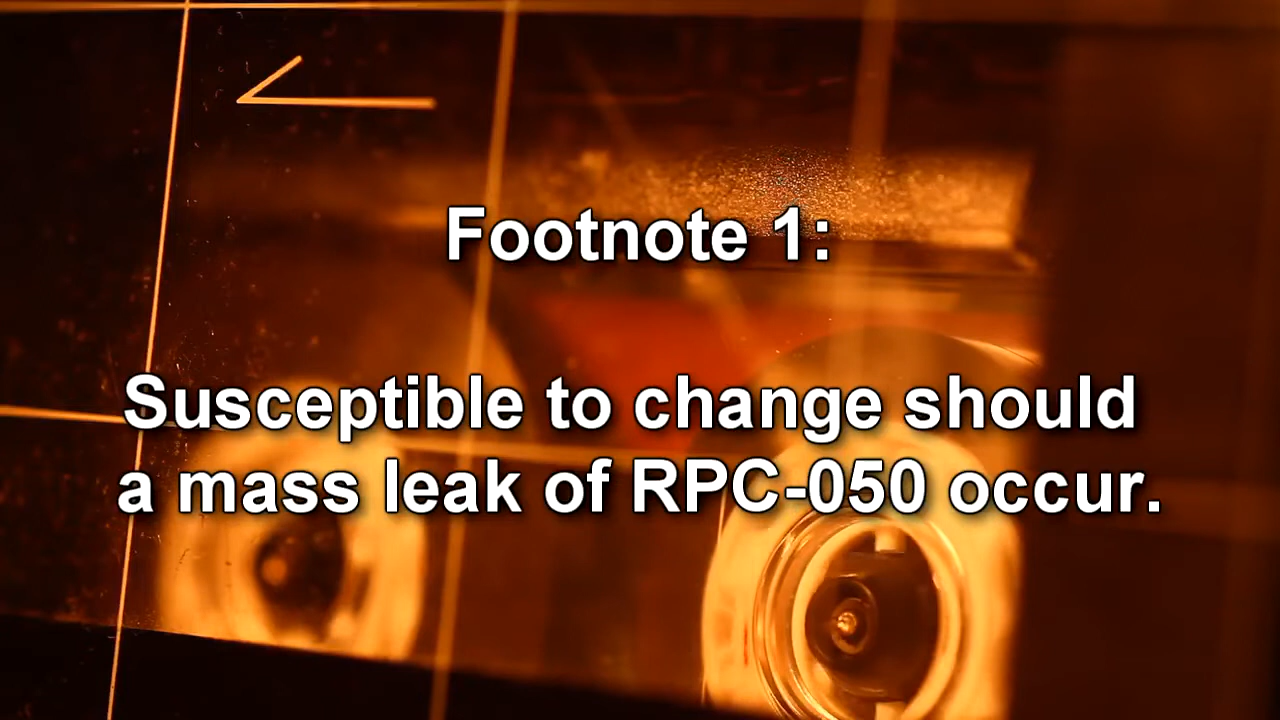 Footnote 1:
Susceptible to change should
a mass leak of RPC-050 occur.